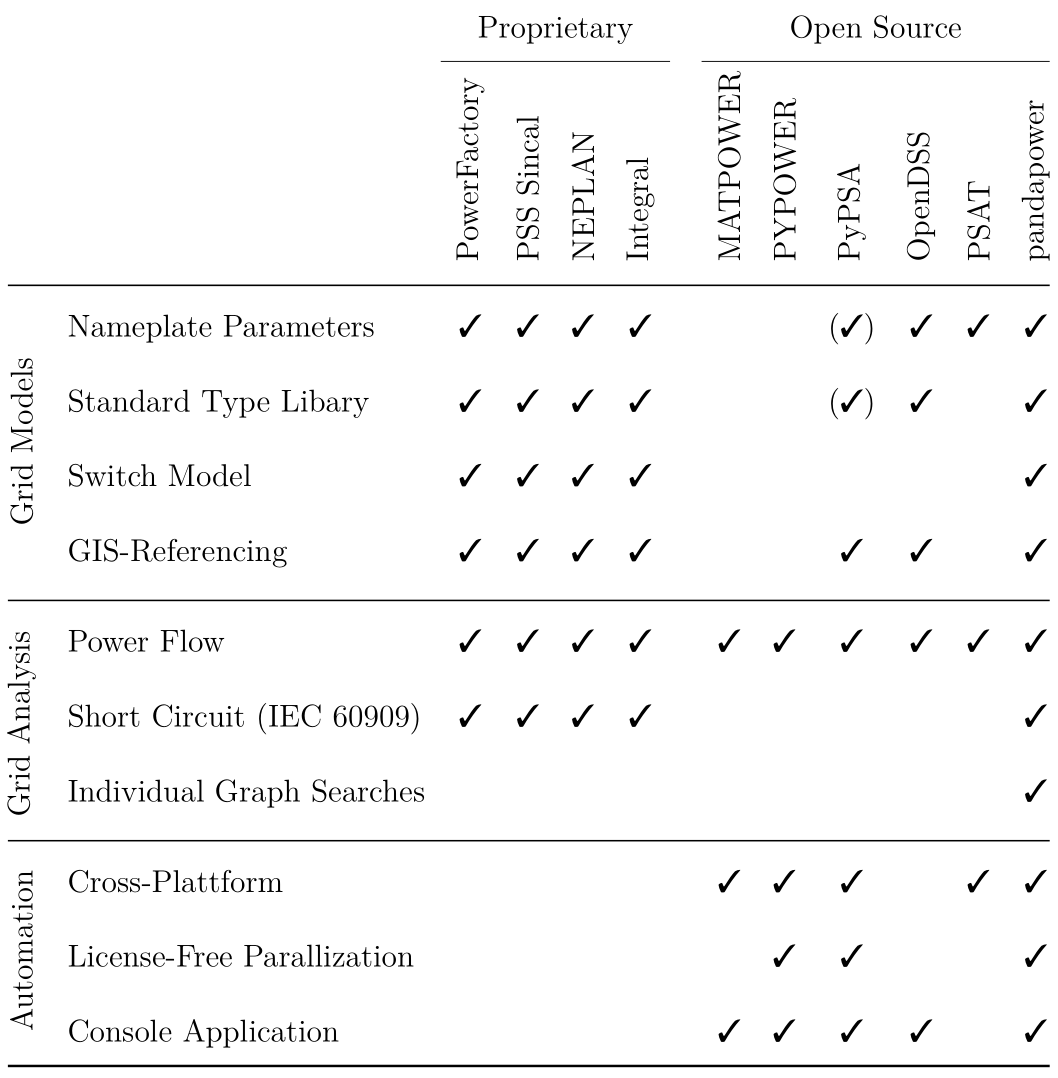 Proprietary Open Source
PowerFactory PSS Sincal NEPLAN Integral MATPOWER PYPOWER PyPSA OpenDSS PSAT pandapower
Grid Models
Nameplate Parameters ✓ ✓ ✓ ✓ (✓) ✓ ✓ ✓
Standard Type Libary ✓ ✓ ✓ ✓ (✓) ✓ ✓
Switch Model ✓ ✓ ✓ ✓ ✓
GIS-Referencing ✓ ✓ ✓ ✓ ✓ ✓ ✓
Grid Analysis
Power Flow ✓ ✓ ✓ ✓ ✓ ✓ ✓ ✓ ✓ ✓
Short Circuit (IEC 60909) ✓ ✓ ✓ ✓ ✓
Individual Graph Searches ✓
Automation
Cross-Plattform ✓ ✓ ✓ ✓ ✓
License-Free Parallization ✓ ✓ ✓
Console Application ✓ ✓ ✓ ✓ ✓